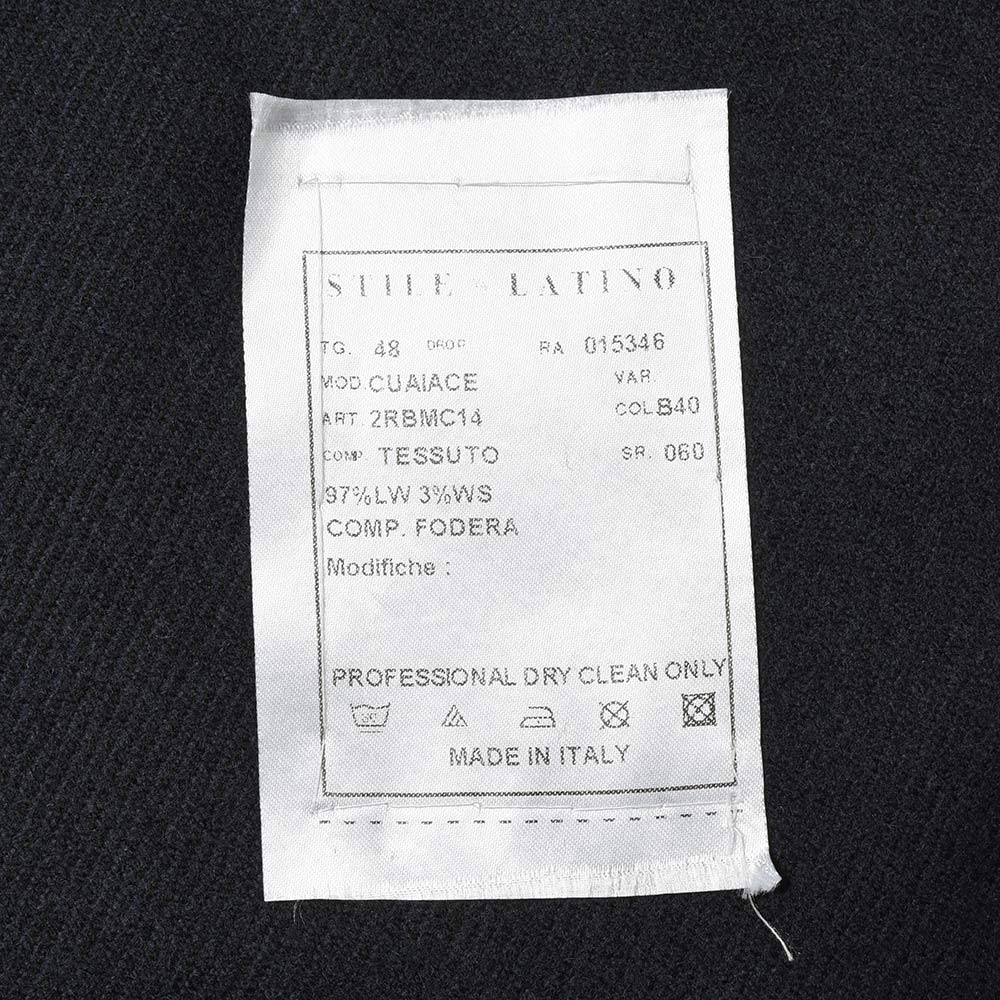 STILE LATINO
TG. 48 DROP RA 015346
MOD. CUAIACE VAR.
ART. 2RBMC14 COL. B40
COMP. TESSUTO SR. 060
97%LW 3%WS
COMP. FODERA
Modifiche :
PROFESSIONAL DRY CLEAN ONLY
MADE IN ITALY